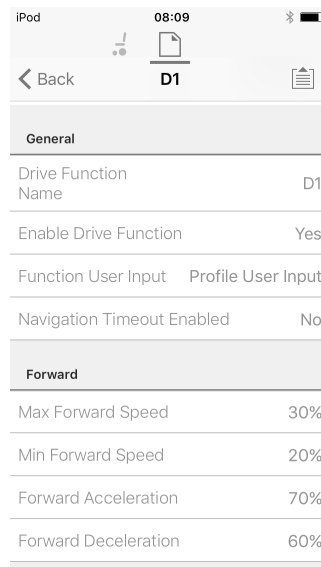 iPod 08:09
Back D1
General
Drive Function
Name D1
Enable Drive Function Yes
Function User Input Profile User Input
Navigation Timeout Enabled No
Forward
Max Forward Speed 30%
Min Forward Speed 20%
Forward Acceleration 70%
Forward Deceleration 60%